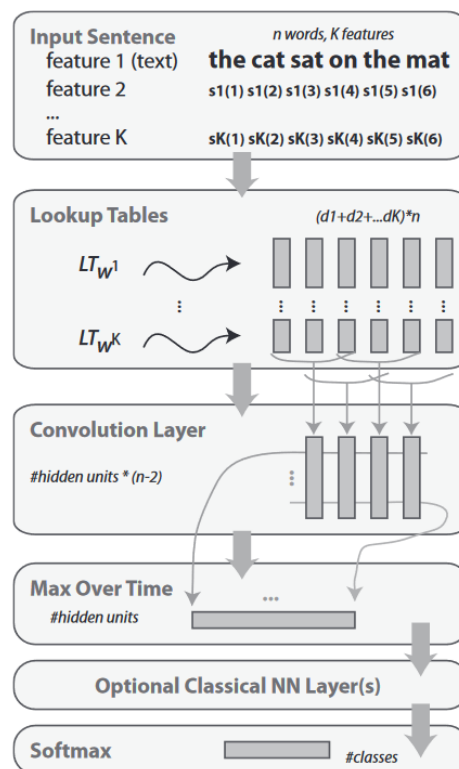 Input Sentence
n words, K features
feature 1 (text) the cat sat on the mat
feature 2 s1(1) s1(2) s1(3) s1(4) s1(5) s1(6)
...
feature K sK(1) sK(2) sK(3) sK(4) sK(5) sK(6)
Lookup Tables
(d1+d2+...dK)*n
LTW1
...
LTWK
Convolution Layer
#hidden units * (n-2)
Max Over Time
...
#hidden units
Optional Classical NN Layer(s)
Softmax
#classes